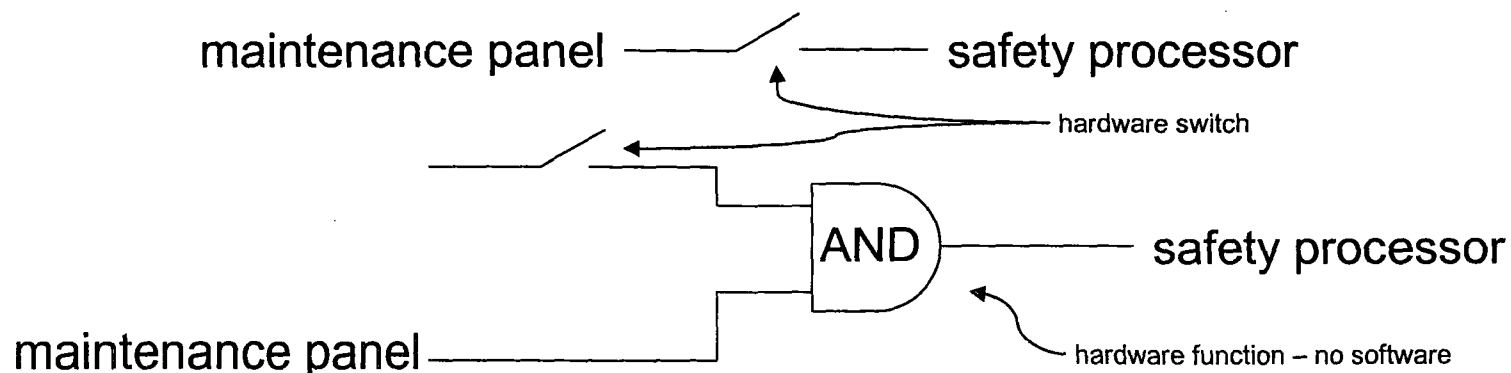 maintenance panel safety processor
hardware switch
AND
safety processor
maintenance panel
hardware function – no software